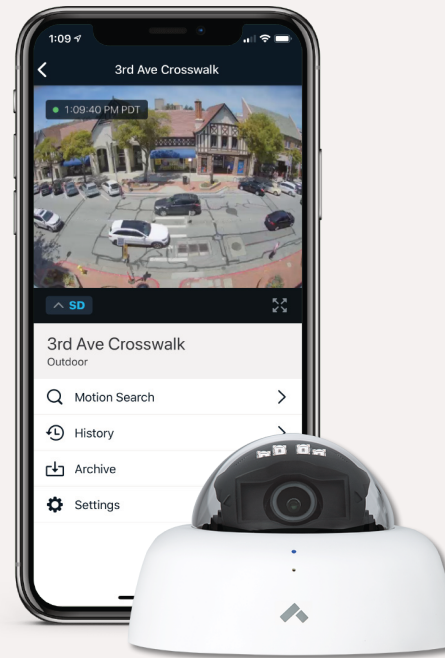 1:09
3rd Ave Crosswalk
1:09:40 PM PDT
SD
3rd Ave Crosswalk
Outdoor
Motion Search
History
Archive
Settings